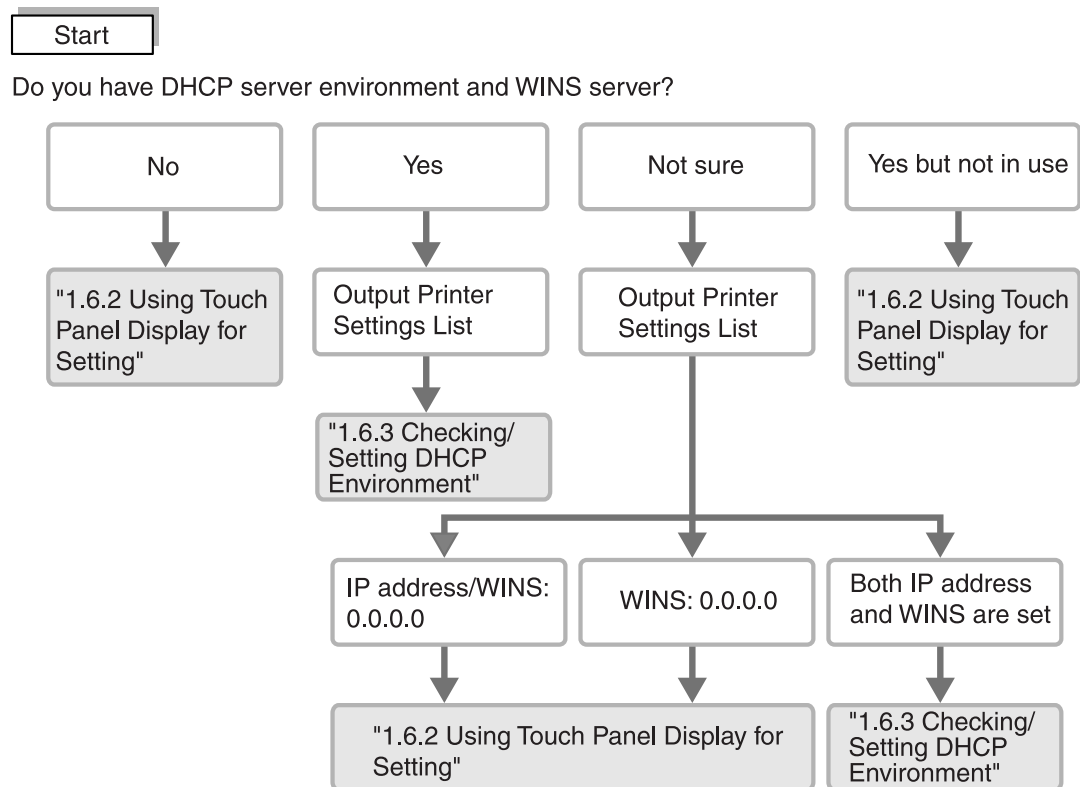 Start
Do you have DHCP server environment and WINS server?
No
Yes
Not sure
Yes but not in use
"1.6.2 Using Touch
Panel Display for
Setting"
Output Printer
Settings List
Output Printer
Settings List
"1.6.2 Using Touch
Panel Display for
Setting"
"1.6.3 Checking/
Setting DHCP
Environment"
IP address/WINS:
0.0.0.0
WINS: 0.0.0.0
Both IP address
and WINS are set
"1.6.2 Using Touch Panel Display for
Setting"
"1.6.3 Checking/
Setting DHCP
Environment"